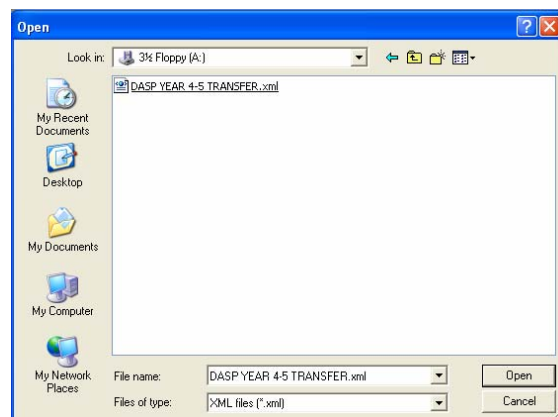 Open
Look in: 3½ Floppy (A:)
DASP YEAR 4-5 TRANSFER.xml
My Recent
Documents
Desktop
My Documents
My Computer
My Network
Places
File name: DASP YEAR 4-5 TRANSFER.xml Open
Files of type: XML files (*.xml) Cancel